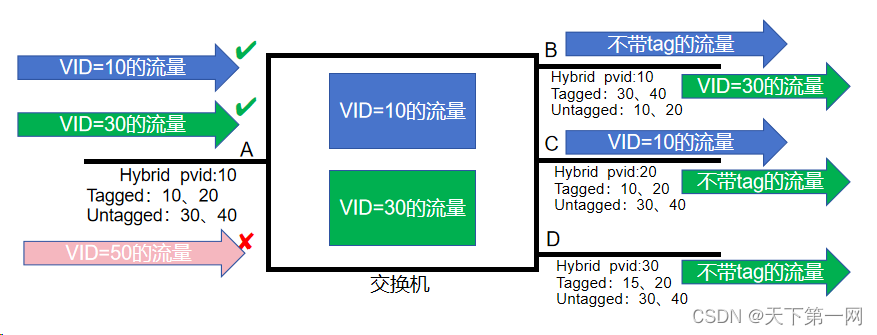 VID=10的流量
VID=30的流量
A
Hybrid pvid:10
Tagged：10、20
Untagged：30、40
VID=50的流量
VID=10的流量
VID=30的流量
交换机
B
不带tag的流量
Hybrid pvid:10
Tagged：30、40
Untagged：10、20
VID=30的流量
C
VID=10的流量
Hybrid pvid:20
Tagged：10、20
Untagged：30、40
不带tag的流量
D
Hybrid pvid:30
Tagged：15、20
Untagged：30、40
不带tag的流量
CSDN @天下第一网